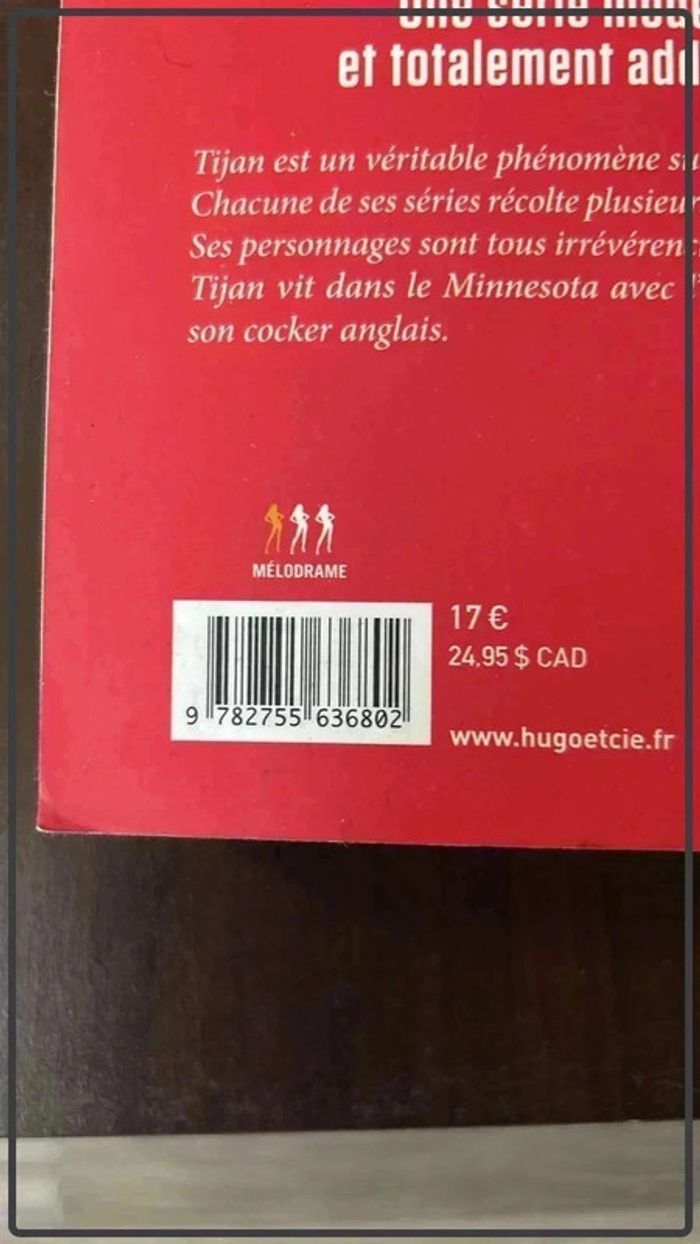 et totalement
Tijan est un véritable phénomène
Chacune de ses séries récolte
Ses personnages sont tous
Tijan vit dans le Minnesota avec
son cocker anglais.
MÉLODRAME
17 €
24,95 $ CAD
9 782755 636802
www.hugoetcie.fr